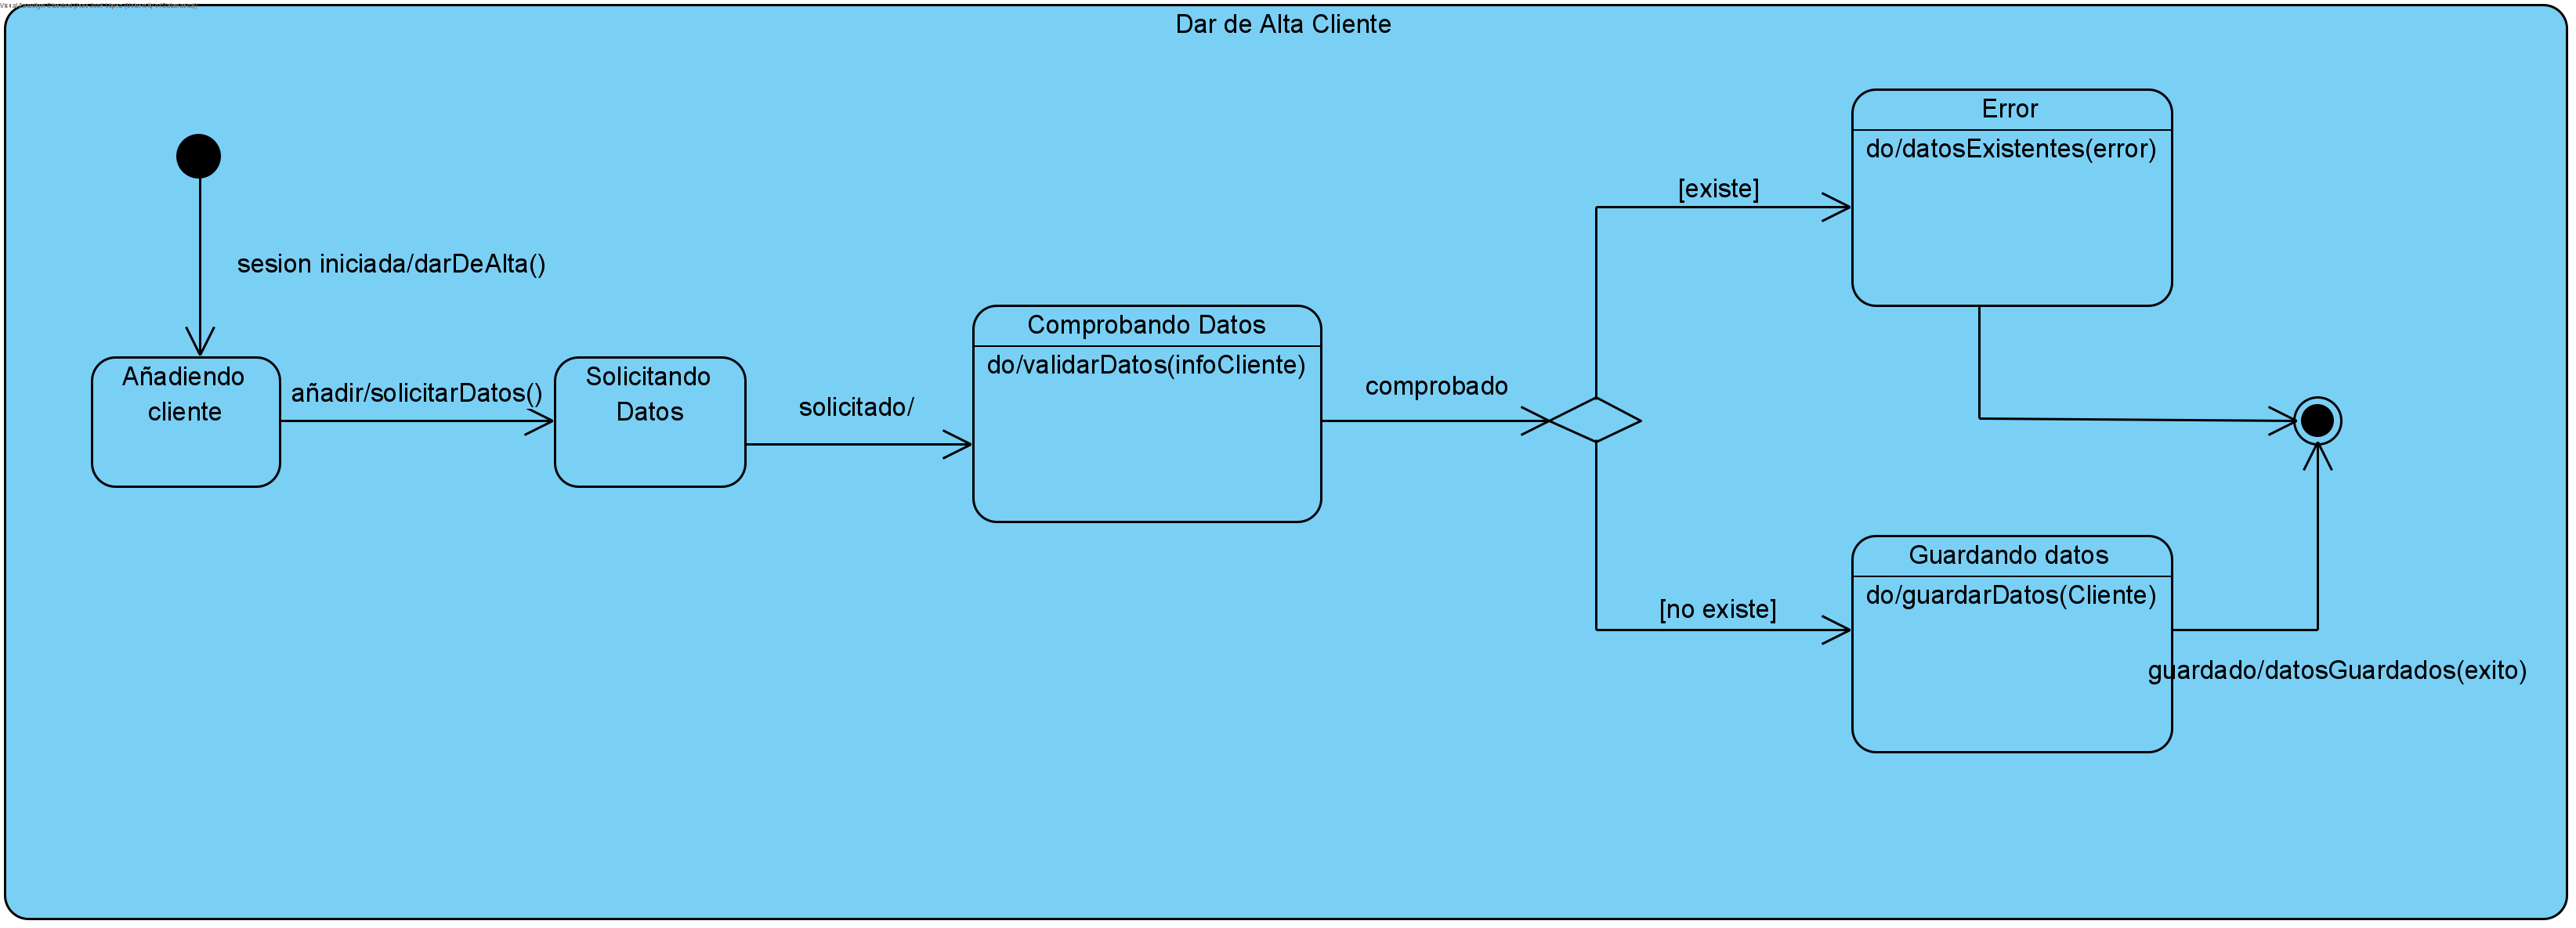 Dar de Alta Cliente
Error
do/datosExistentes(error)
[existe]
sesion iniciada/darDeAlta()
Comprobando Datos
do/validarDatos(infoCliente)
Añadiendo
cliente
añadir/solicitarDatos()
Solicitando
Datos
solicitado/
comprobado
Guardando datos
do/guardarDatos(Cliente)
[no existe]
guardado/datosGuardados(exito)